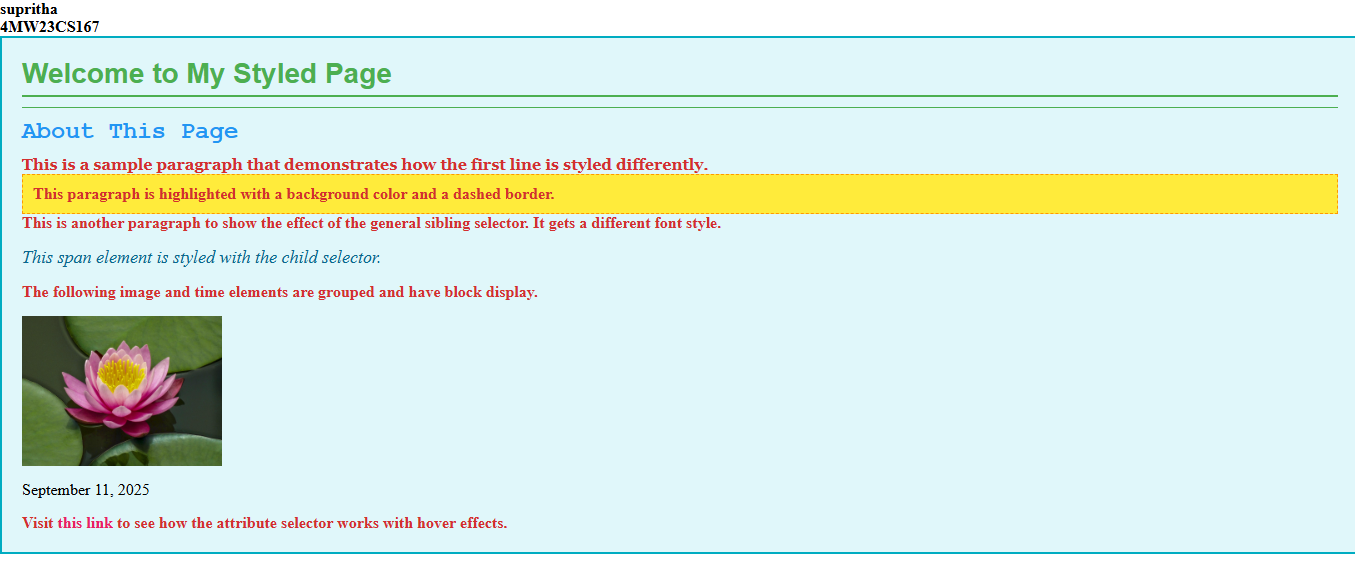 supritha
4MW23CS167
Welcome to My Styled Page
About This Page
This is a sample paragraph that demonstrates how the first line is styled differently.
This paragraph is highlighted with a background color and a dashed border.
This is another paragraph to show the effect of the general sibling selector. It gets a different font style.
This span element is styled with the child selector.
The following image and time elements are grouped and have block display.
September 11, 2025
Visit this link to see how the attribute selector works with hover effects.